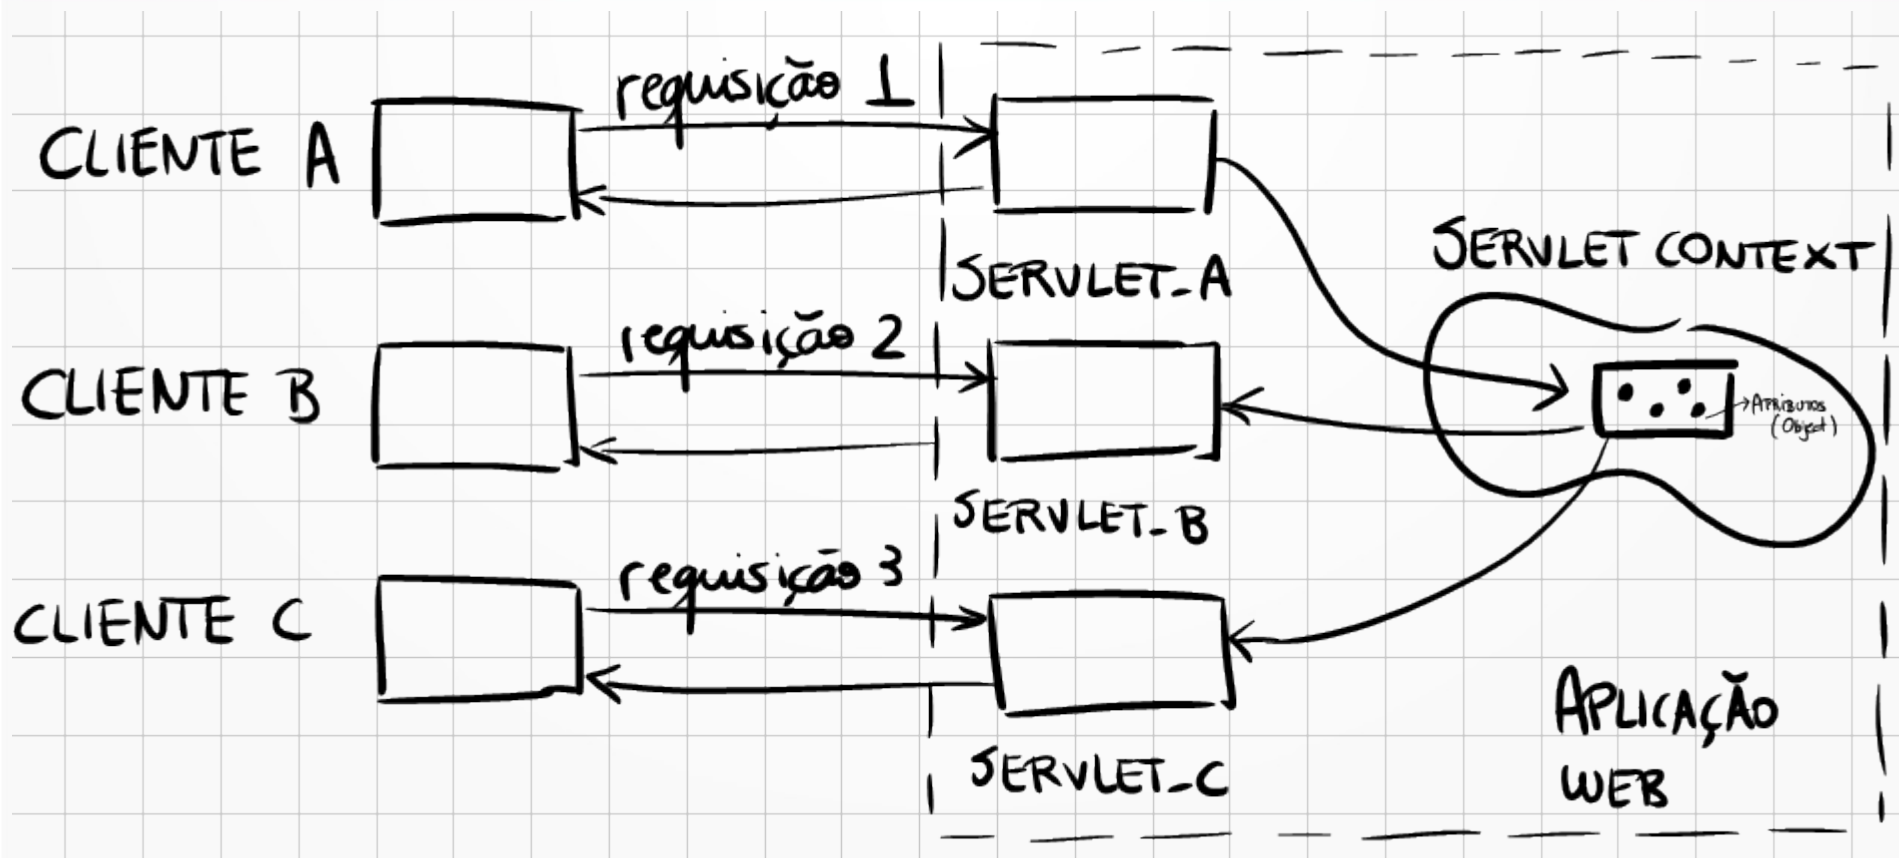 CLIENTE A
requisição 1
SERVLET_A
SERVLET CONTEXT
ATRIBUTOS
(Object)
CLIENTE B
requisição 2
SERVLET_B
CLIENTE C
requisição 3
SERVLET_C
APLICAÇÃO
WEB